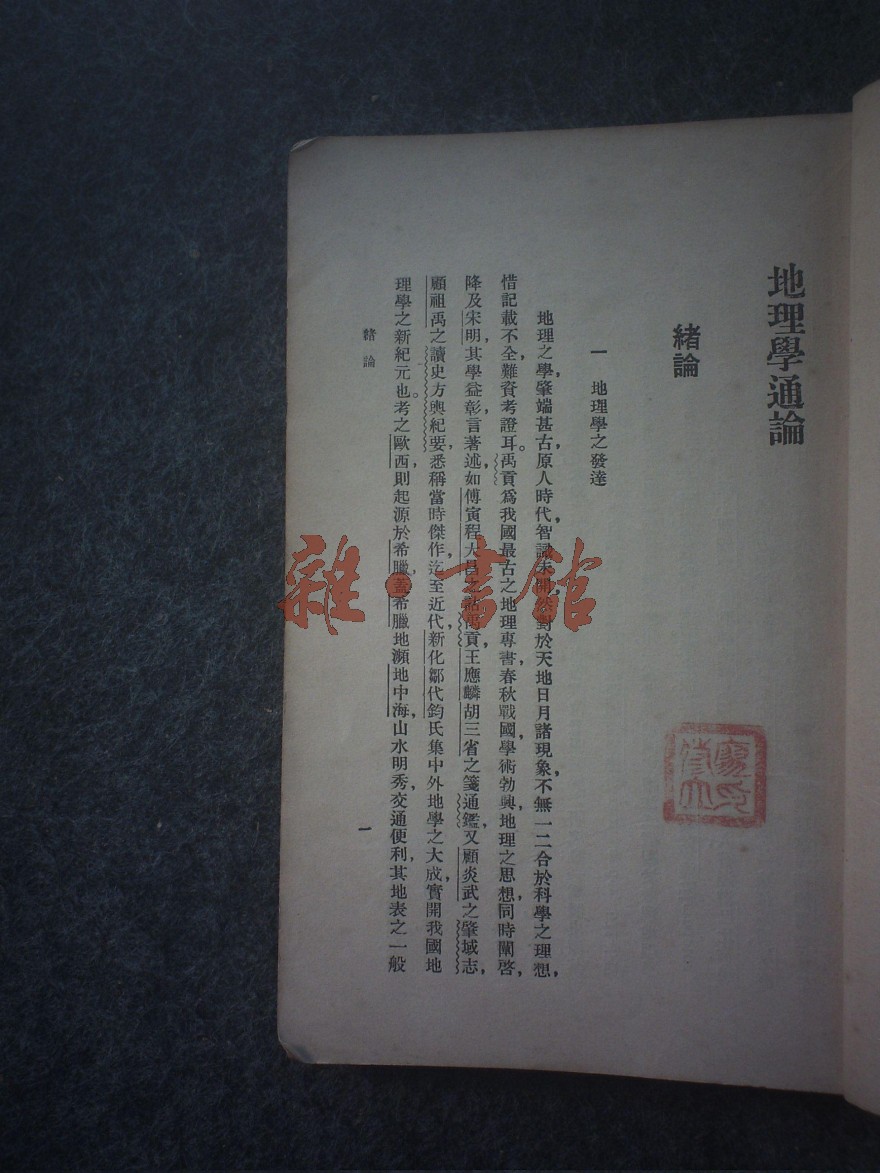 地理學通論
緒論
一 地理學之發達
地理之學，肇端甚古，原人時代，智識未開，然對於天地日月諸現象，不無一二合於科學之理想，
惜記載不全，難資考證耳。禹貢爲我國最古之地理專書，春秋戰國，學術勃興，地理之思想，同時闡啓，
降及宋明，其學益彰，言著述，如傅寅程大昌之詁禹貢，王應麟胡三省之箋通鑑，又顧炎武之肇域志，
顧祖禹之讀史方輿紀要，悉稱當時傑作，迄至近代，新化鄒代鈞氏集中外地學之大成，實開我國地
理學之新紀元也。考之歐西，則起源於希臘，蓋希臘地瀕地中海，山水明秀，交通便利，其地表之一般
緒論
一
雜·書館